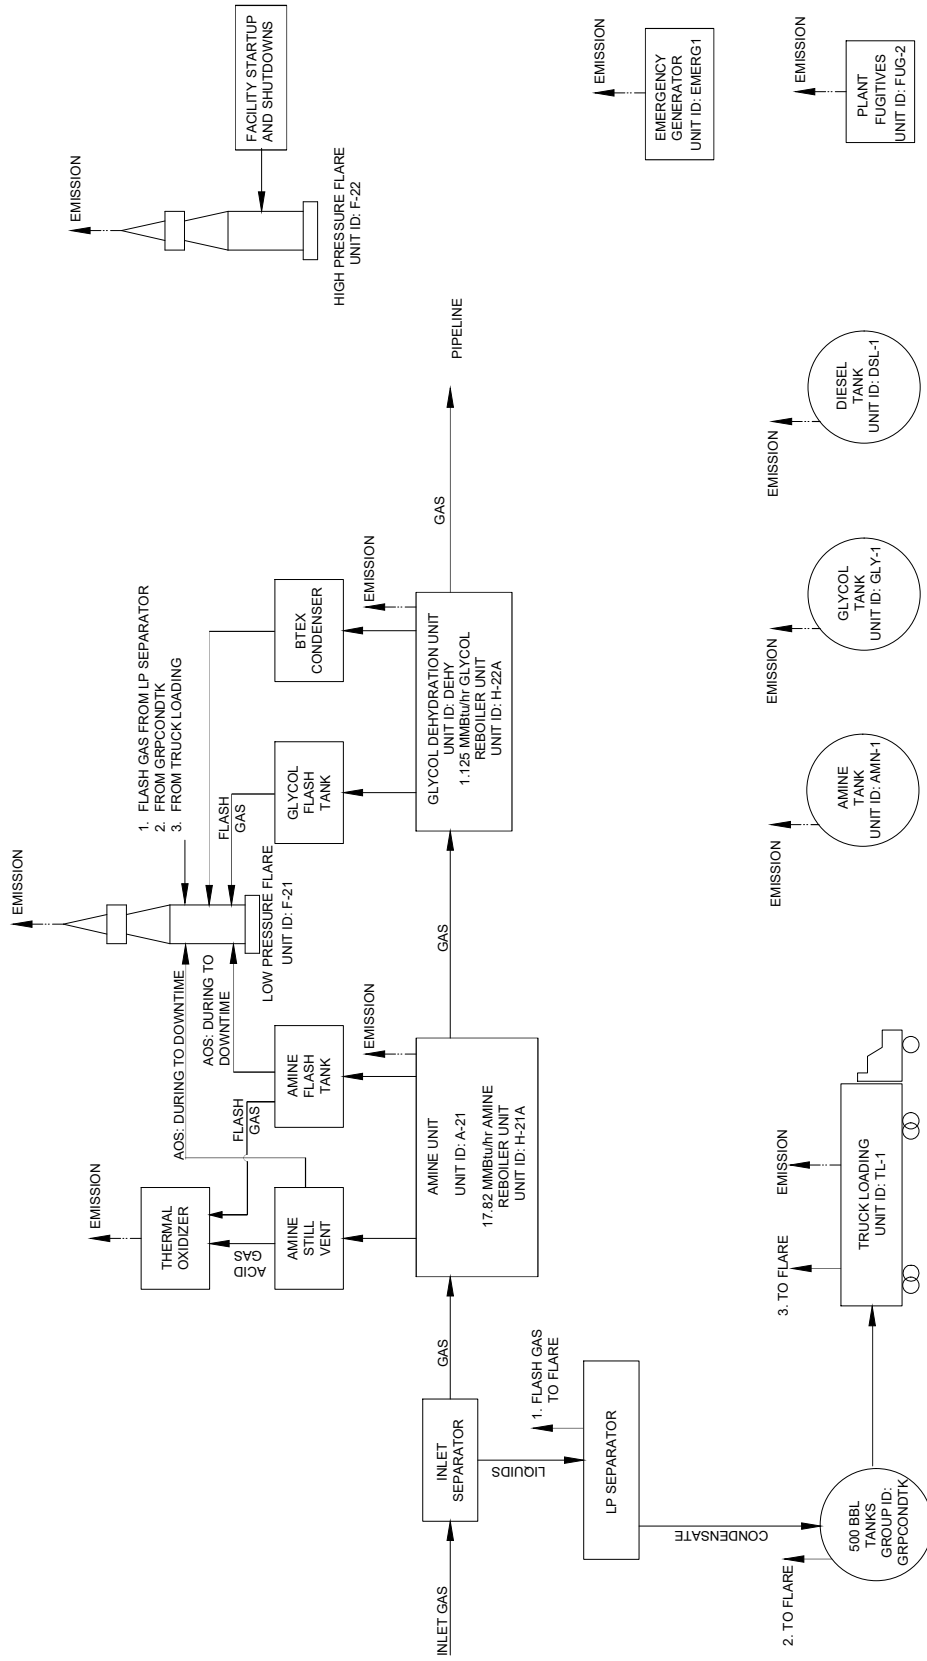 EMISSION
FACILITY STARTUP
AND SHUTDOWNS
HIGH PRESSURE FLARE
UNIT ID: F-22
EMISSION
EMERGENCY
GENERATOR
UNIT ID: EMERG1
EMISSION
PLANT
FUGITIVES
UNIT ID: FUG-2
EMISSION
1. FLASH GAS FROM LP SEPARATOR
2. FROM GRPCONDTK
3. FROM TRUCK LOADING
LOW PRESSURE FLARE
UNIT ID: F-21
AOS: DURING TO DOWNTIME
AOS: DURING TO
DOWNTIME
EMISSION
THERMAL
OXIDIZER
ACID
GAS
FLASH
GAS
AMINE
STILL
VENT
AMINE
FLASH
TANK
FLASH
GAS
GLYCOL
FLASH
TANK
BTEX
CONDENSER
EMISSION
EMISSION
INLET GAS
INLET
SEPARATOR
GAS
AMINE UNIT
UNIT ID: A-21
17.82 MMBtu/hr AMINE
REBOILER UNIT
UNIT ID: H-21A
GAS
GLYCOL DEHYDRATION UNIT
UNIT ID: DEHY
1.125 MMBtu/hr GLYCOL
REBOILER UNIT
UNIT ID: H-22A
GAS
PIPELINE
LIQUIDS
1. FLASH GAS
TO FLARE
LP SEPARATOR
CONDENSATE
2. TO FLARE
500 BBL
TANKS
GROUP ID:
GRPCONDTK
3. TO FLARE
EMISSION
TRUCK LOADING
UNIT ID: TL-1
EMISSION
AMINE
TANK
UNIT ID: AMN-1
EMISSION
GLYCOL
TANK
UNIT ID: GLY-1
EMISSION
DIESEL
TANK
UNIT ID: DSL-1